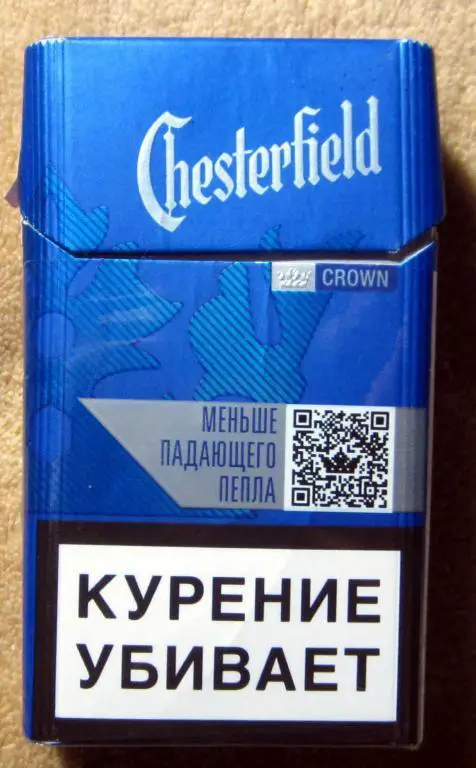 Chesterfield
CROWN
МЕНЬШЕ
ПАДАЮЩЕГО
ПЕПЛА
КУРЕНИЕ
УБИВАЕТ